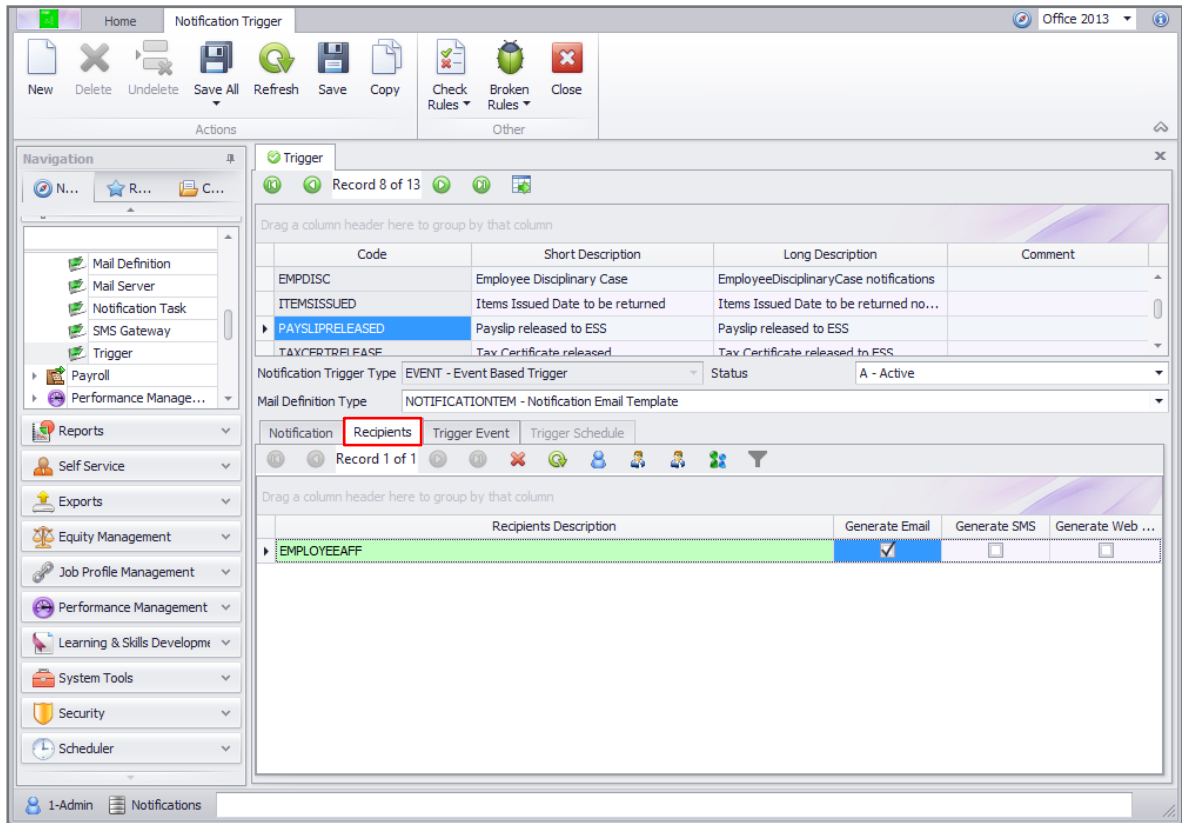 Home
Notification Trigger
Office 2013
New
Delete
Undelete
Save All
Refresh
Save
Copy
Check Rules
Broken Rules
Close
Actions
Other
Navigation
N...
R...
C...
Mail Definition
Mail Server
Notification Task
SMS Gateway
Trigger
Payroll
Performance Manage...
Reports
Self Service
Exports
Equity Management
Job Profile Management
Performance Management
Learning & Skills Developme
System Tools
Security
Scheduler
Trigger
Record 8 of 13
Drag a column header here to group by that column
Code Short Description Long Description Comment
EMPDISC Employee Disciplinary Case EmployeeDisciplinaryCase notifications
ITEMSISSUED Items Issued Date to be returned Items Issued Date to be returned no...
PAYSLIPRELEASED Payslip released to ESS Payslip released to ESS
TAXCERTRELEASE Tax Certificate released Tax Certificate released to ESS
Notification Trigger Type EVENT - Event Based Trigger Status A - Active
Mail Definition Type NOTIFICATIONTEM - Notification Email Template
Notification Recipients Trigger Event Trigger Schedule
Record 1 of 1
Drag a column header here to group by that column
Recipients Description Generate Email Generate SMS Generate Web ...
EMPLOYEEAFF
1-Admin Notifications